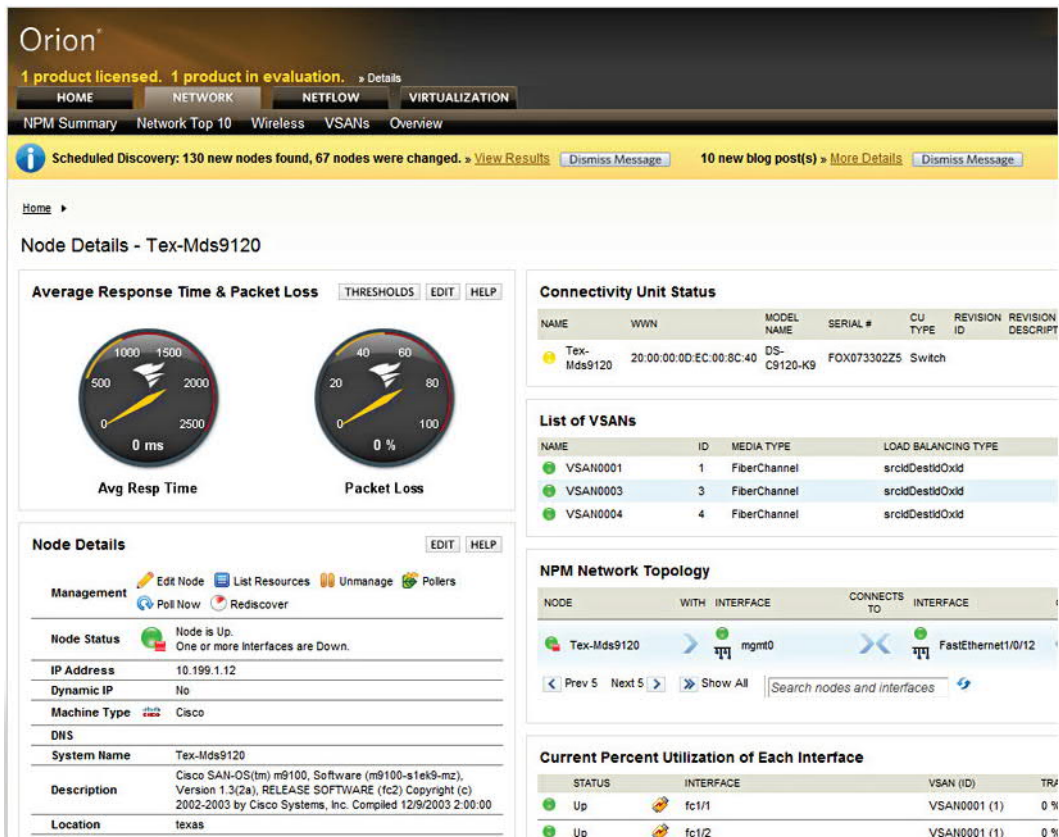 Orion
1 product licensed. 1 product in evaluation. » Details
HOME NETWORK NETFLOW VIRTUALIZATION
NPM Summary Network Top 10 Wireless VSANs Overview
Scheduled Discovery: 130 new nodes found, 67 nodes were changed. » View Results Dismiss Message 10 new blog post(s) » More Details Dismiss Message
Home
Node Details - Tex-Mds9120
Average Response Time & Packet Loss THRESHOLDS EDIT HELP
0 500 1000 1500 2000 2500
0 ms
Avg Resp Time
0 20 40 60 80 100
0 %
Packet Loss
Node Details EDIT HELP
Management Edit Node List Resources Unmanage Pollers
Poll Now Rediscover
Node Status Node is Up.
One or more Interfaces are Down.
IP Address 10.199.1.12
Dynamic IP No
Machine Type Cisco
DNS
System Name Tex-Mds9120
Description Cisco SAN-OS(tm) m9100, Software (m9100-s1ek9-mz),
Version 1.3(2a), RELEASE SOFTWARE (fc2) Copyright (c)
2002-2003 by Cisco Systems, Inc. Compiled 12/9/2003 2:00:00
Location texas
Connectivity Unit Status
NAME WWN MODEL NAME SERIAL # CU TYPE REVISION ID REVISION DESCRIPT
Tex-Mds9120 20:00:00:0D:EC:00:8C:40 DS-C9120-K9 FOX073302Z5 Switch
List of VSANs
NAME ID MEDIA TYPE LOAD BALANCING TYPE
VSAN0001 1 FiberChannel srcIdDestIdOxId
VSAN0003 3 FiberChannel srcIdDestIdOxId
VSAN0004 4 FiberChannel srcIdDestIdOxId
NPM Network Topology
NODE WITH INTERFACE CONNECTS TO INTERFACE
Tex-Mds9120 mgmt0 FastEthernet1/0/12
Prev 5 Next 5 Show All Search nodes and interfaces
Current Percent Utilization of Each Interface
STATUS INTERFACE VSAN (ID) TRA
Up fc1/1 VSAN0001 (1) 0 %
Up fc1/2 VSAN0001 (1) 0 %